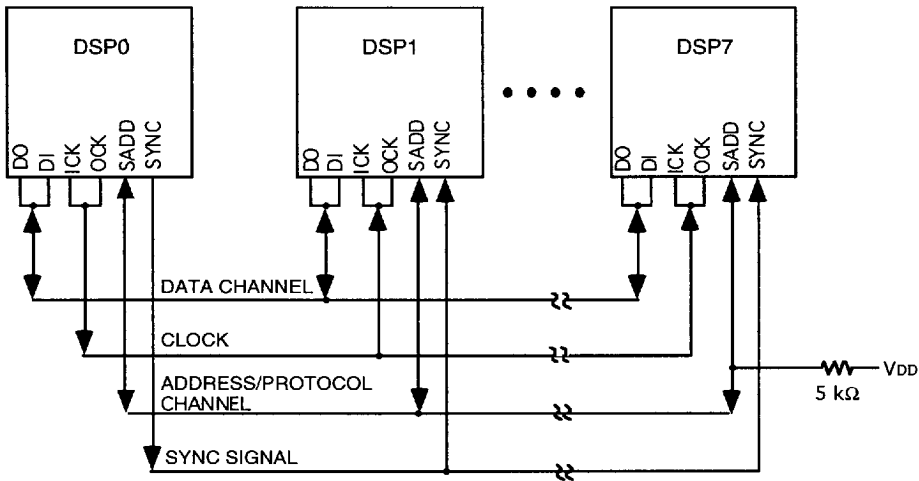 DSP0
DSP1
DSP7
DO
DI
ICK
OCK
SADD
SYNC
DO
DI
ICK
OCK
SADD
SYNC
DO
DI
ICK
OCK
SADD
SYNC
DATA CHANNEL
CLOCK
ADDRESS/PROTOCOL
CHANNEL
SYNC SIGNAL
VDD
5 kΩ